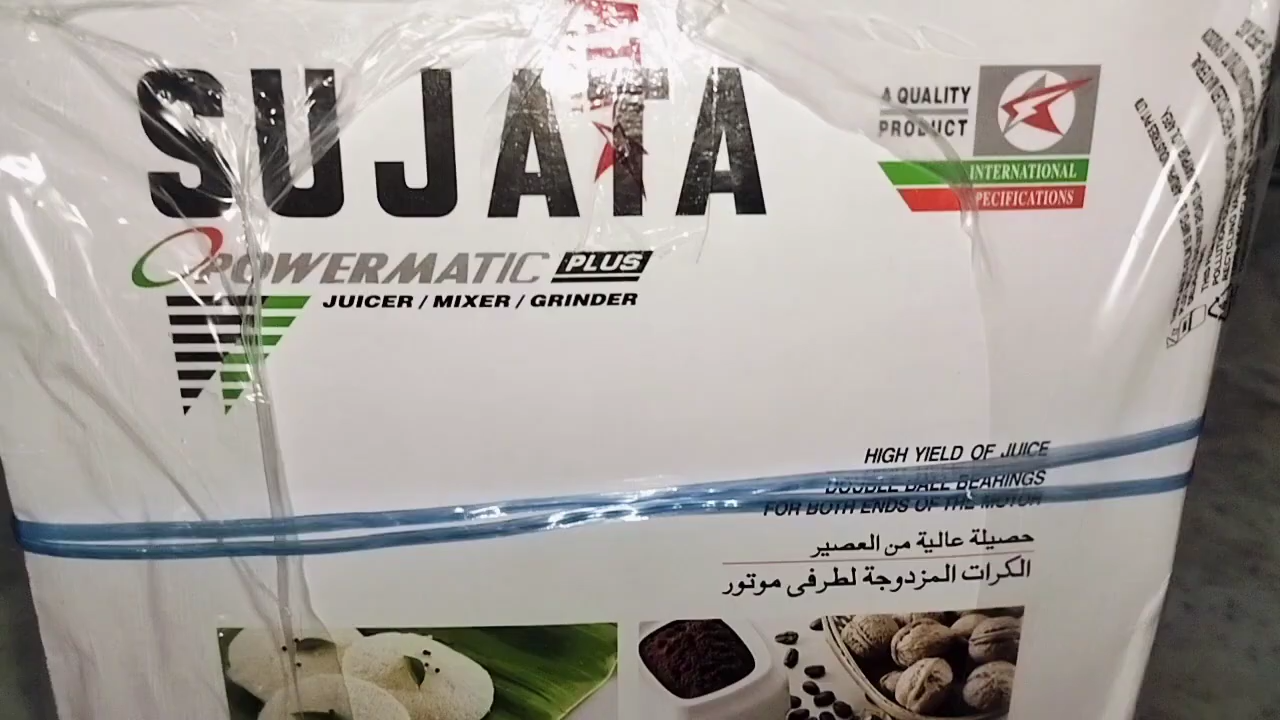 SUJATA
A QUALITY
PRODUCT
INTERNATIONAL
SPECIFICATIONS
POWERMATIC PLUS
JUICER / MIXER / GRINDER
HIGH YIELD OF JUICE
DOUBLE BALL BEARINGS
FOR BOTH ENDS OF THE MOTOR
حصيلة عالية من العصير
الكرات المزدوجة لطرفى موتور